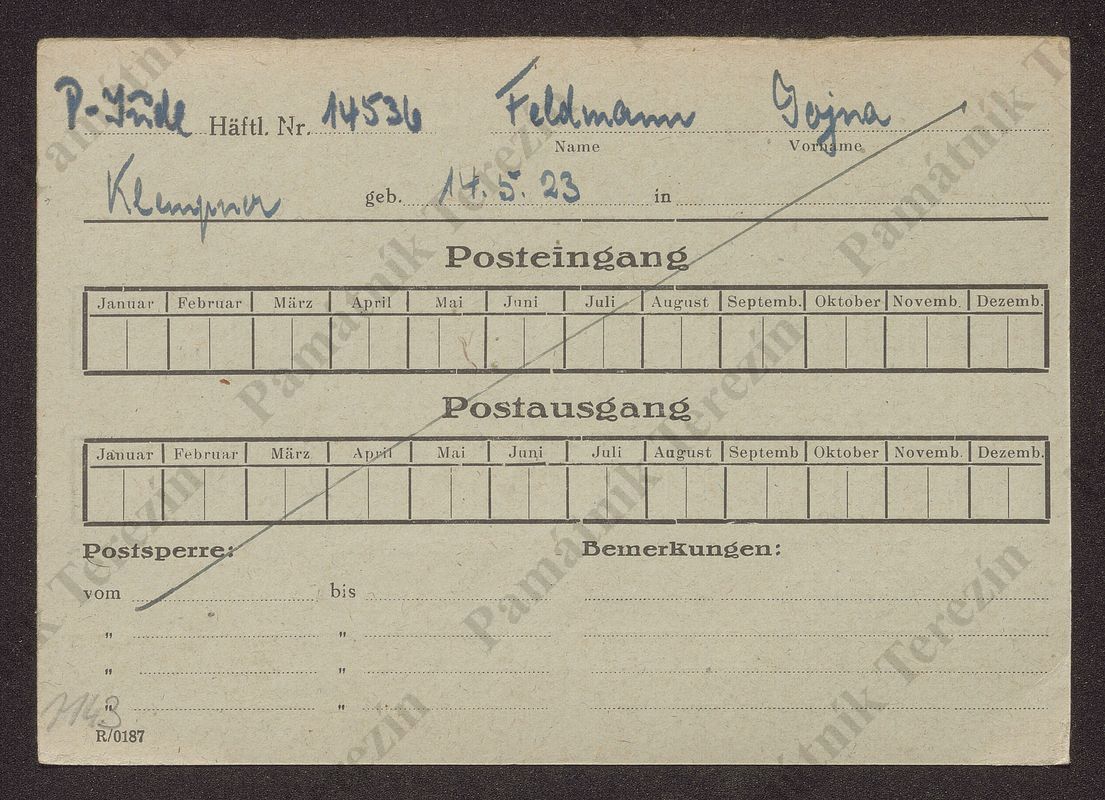 P-Jude Häftl. Nr. 14536 Feldmann Jojna
Name Vorname
Klempner geb. 14. 5. 23 in
Posteingang
Januar Februar März April Mai Juni Juli August Septemb. Oktober Novemb. Dezemb.
Postausgang
Januar Februar März April Mai Juni Juli August Septemb Oktober Novemb. Dezemb.
Postsperre: Bemerkungen:
vom bis
" "
" "
" "
R/0187
Památník Terezín